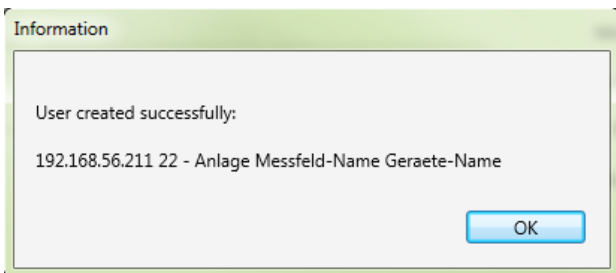 Information
User created successfully:
192.168.56.211 22 - Anlage Messfeld-Name Geraete-Name
OK